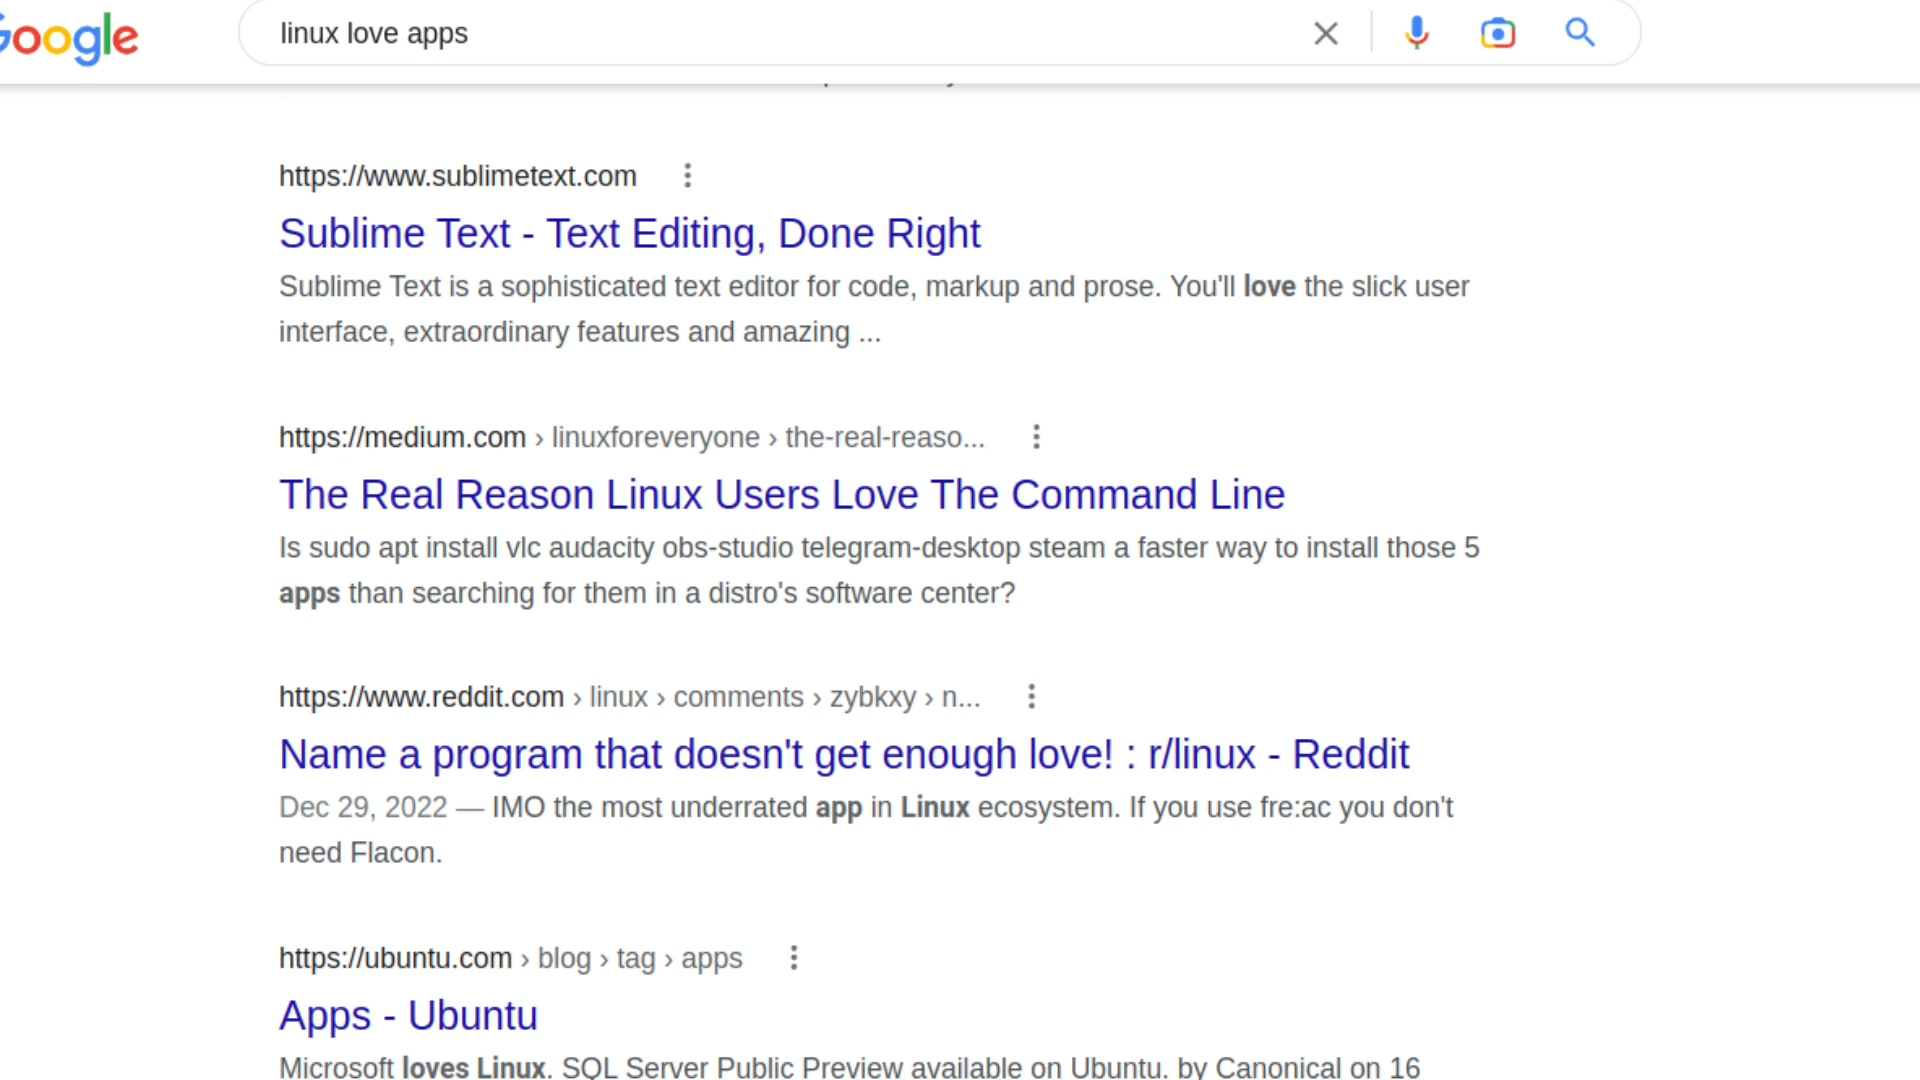 Google
linux love apps
https://www.sublimetext.com
Sublime Text - Text Editing, Done Right
Sublime Text is a sophisticated text editor for code, markup and prose. You'll love the slick user
interface, extraordinary features and amazing ...
https://medium.com › linuxforeveryone › the-real-reaso...
The Real Reason Linux Users Love The Command Line
Is sudo apt install vlc audacity obs-studio telegram-desktop steam a faster way to install those 5
apps than searching for them in a distro's software center?
https://www.reddit.com › linux › comments › zybkxy › n...
Name a program that doesn't get enough love! : r/linux - Reddit
Dec 29, 2022 — IMO the most underrated app in Linux ecosystem. If you use fre:ac you don't
need Flacon.
https://ubuntu.com › blog › tag › apps
Apps - Ubuntu
Microsoft loves Linux. SQL Server Public Preview available on Ubuntu. by Canonical on 16